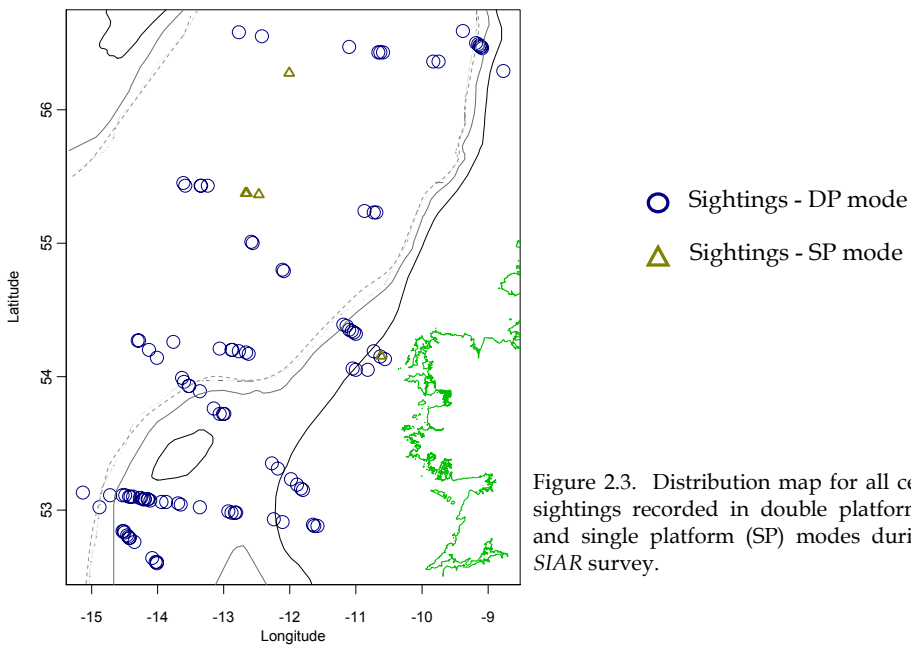 56
55
54
53
Latitude
-15
-14
-13
-12
-11
-10
-9
Longitude
Sightings - DP mode
Sightings - SP mode
Figure 2.3. Distribution map for all ce
sightings recorded in double platform
and single platform (SP) modes duri
SIAR survey.